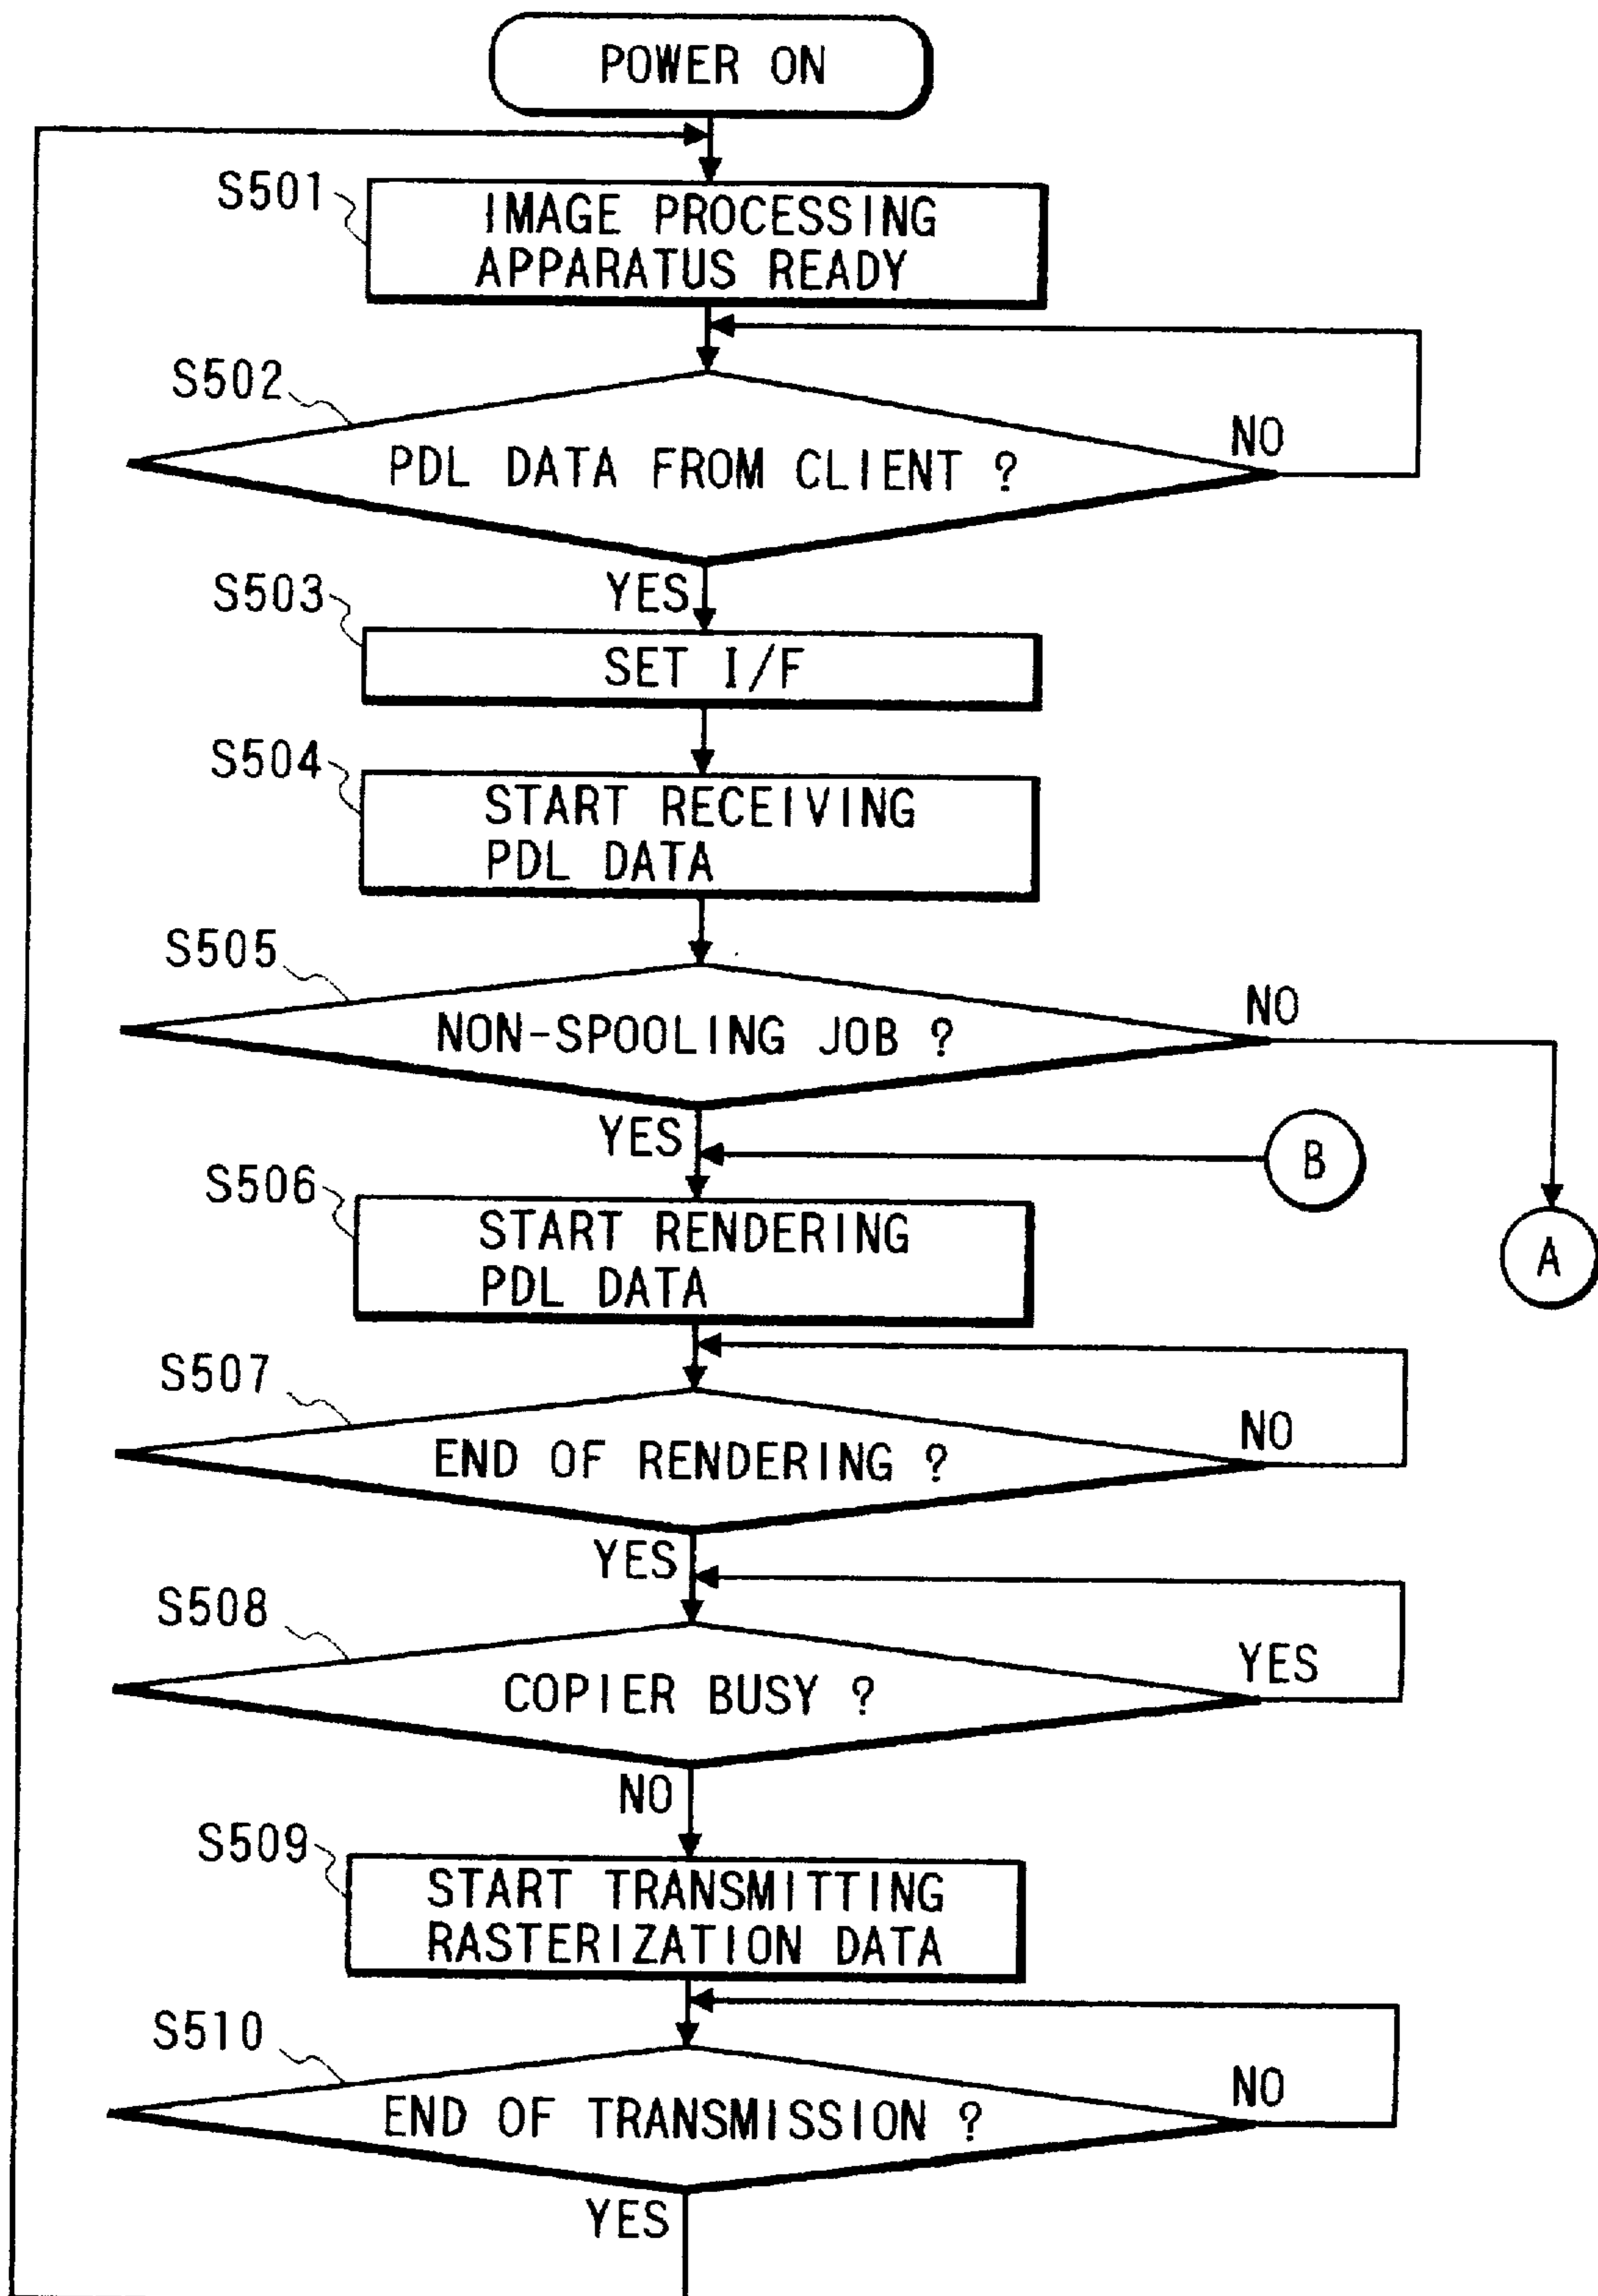 POWER ON
S501
IMAGE PROCESSING
APPARATUS READY
S502
PDL DATA FROM CLIENT ?
NO
YES
S503
SET I/F
S504
START RECEIVING
PDL DATA
S505
NON-SPOOLING JOB ?
NO
YES
B
A
S506
START RENDERING
PDL DATA
S507
END OF RENDERING ?
NO
YES
S508
COPIER BUSY ?
YES
NO
S509
START TRANSMITTING
RASTERIZATION DATA
S510
END OF TRANSMISSION ?
NO
YES